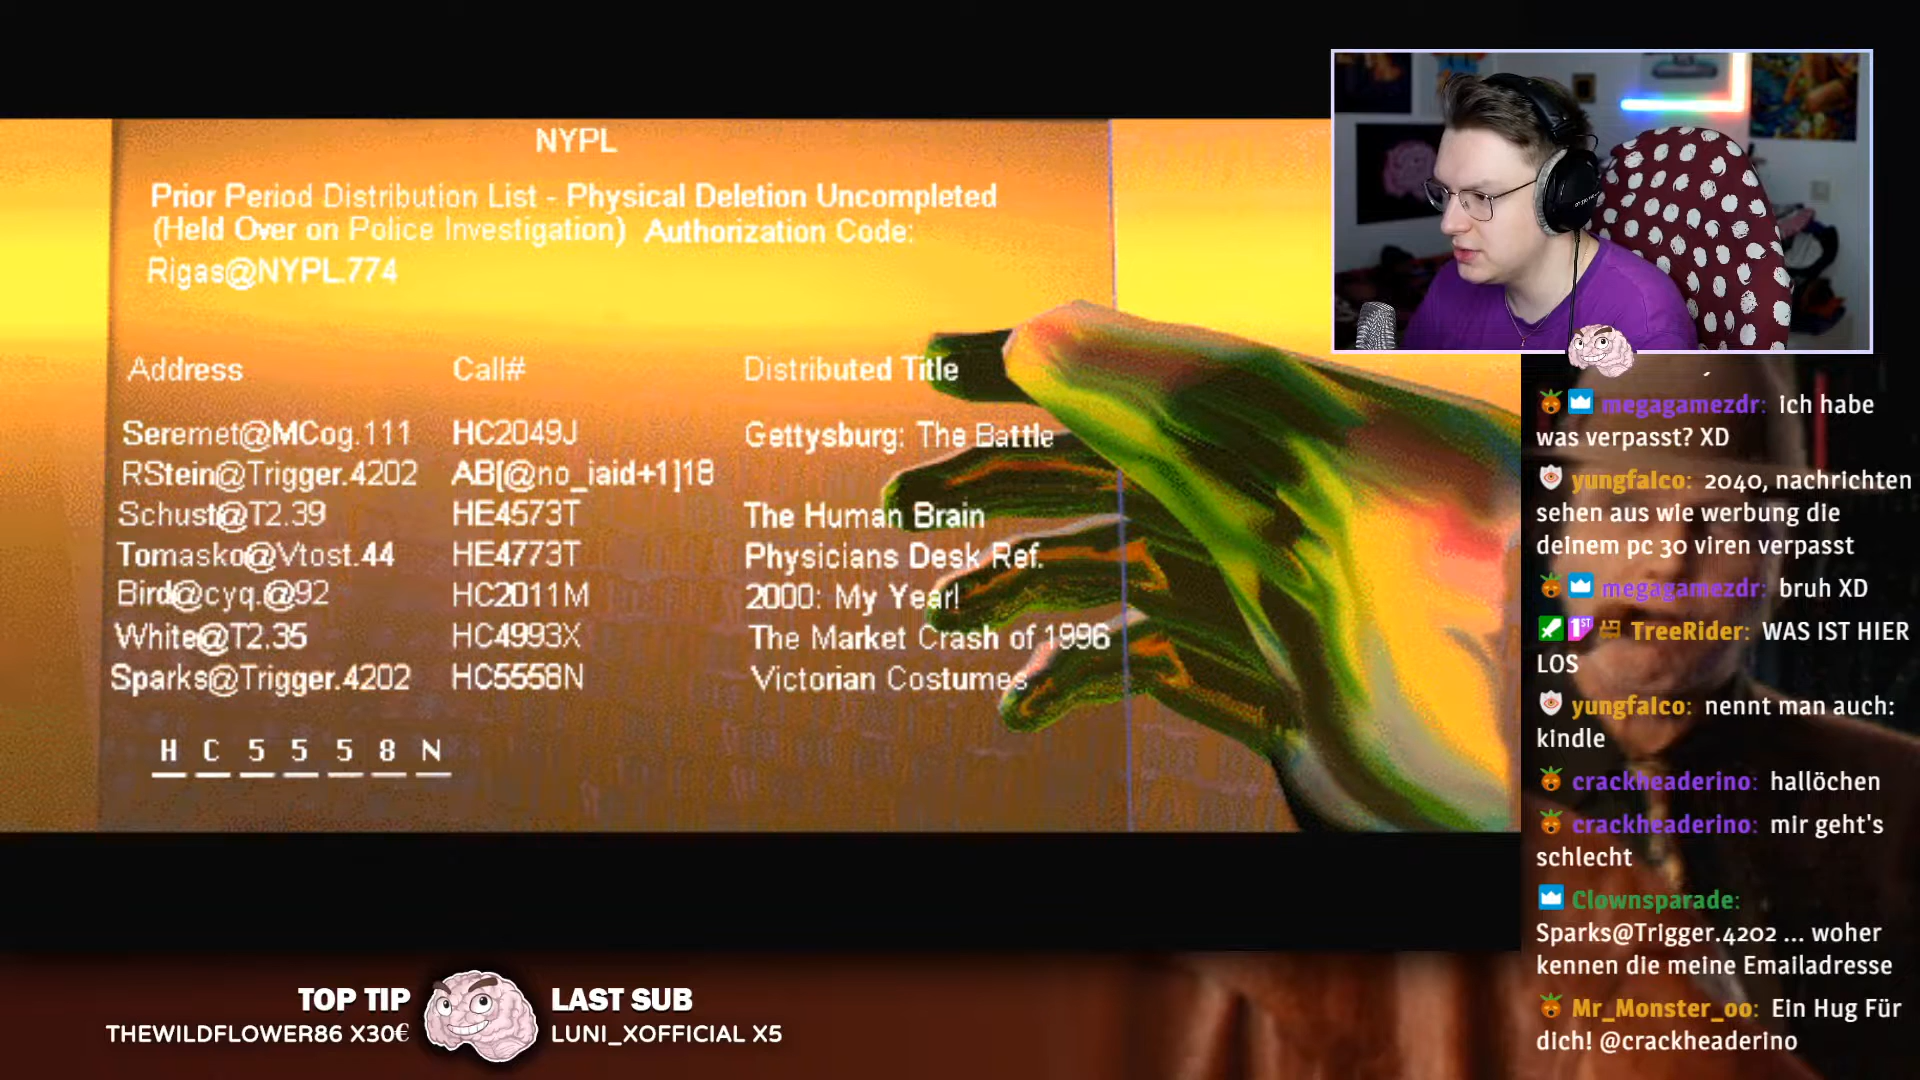 NYPL
Prior Period Distribution List - Physical Deletion Uncompleted
(Held Over on Police Investigation) Authorization Code:
Rigas@NYPL.774
Address Call# Distributed Title
Seremet@MCog.111 HC2049J Gettysburg: The Battle
RStein@Trigger.4202 AB[@no_iaid+1]18
Schust@T2.39 HE4573T The Human Brain
Tomasko@Vtost.44 HE4773T Physicians Desk Ref.
Bird@cyq.@92 HC2011M 2000: My Year!
White@T2.35 HC4993X The Market Crash of 1996
Sparks@Trigger.4202 HC5558N Victorian Costumes
H C 5 5 5 8 N
megagamezdr: ich habe
was verpasst? XD
yungfalco: 2040, nachrichten
sehen aus wie werbung die
deinem pc 30 viren verpasst
megagamezdr: bruh XD
1ST TreeRider: WAS IST HIER
LOS
yungfalco: nennt man auch:
kindle
crackheaderino: hallöchen
crackheaderino: mir geht's
schlecht
Clownsparade:
Sparks@Trigger.4202 ... woher
kennen die meine Emailadresse
Mr_Monster_oo: Ein Hug Für
dich! @crackheaderino
TOP TIP
THEWILDFLOWER86 X30€
LAST SUB
LUNI_XOFFICIAL X5